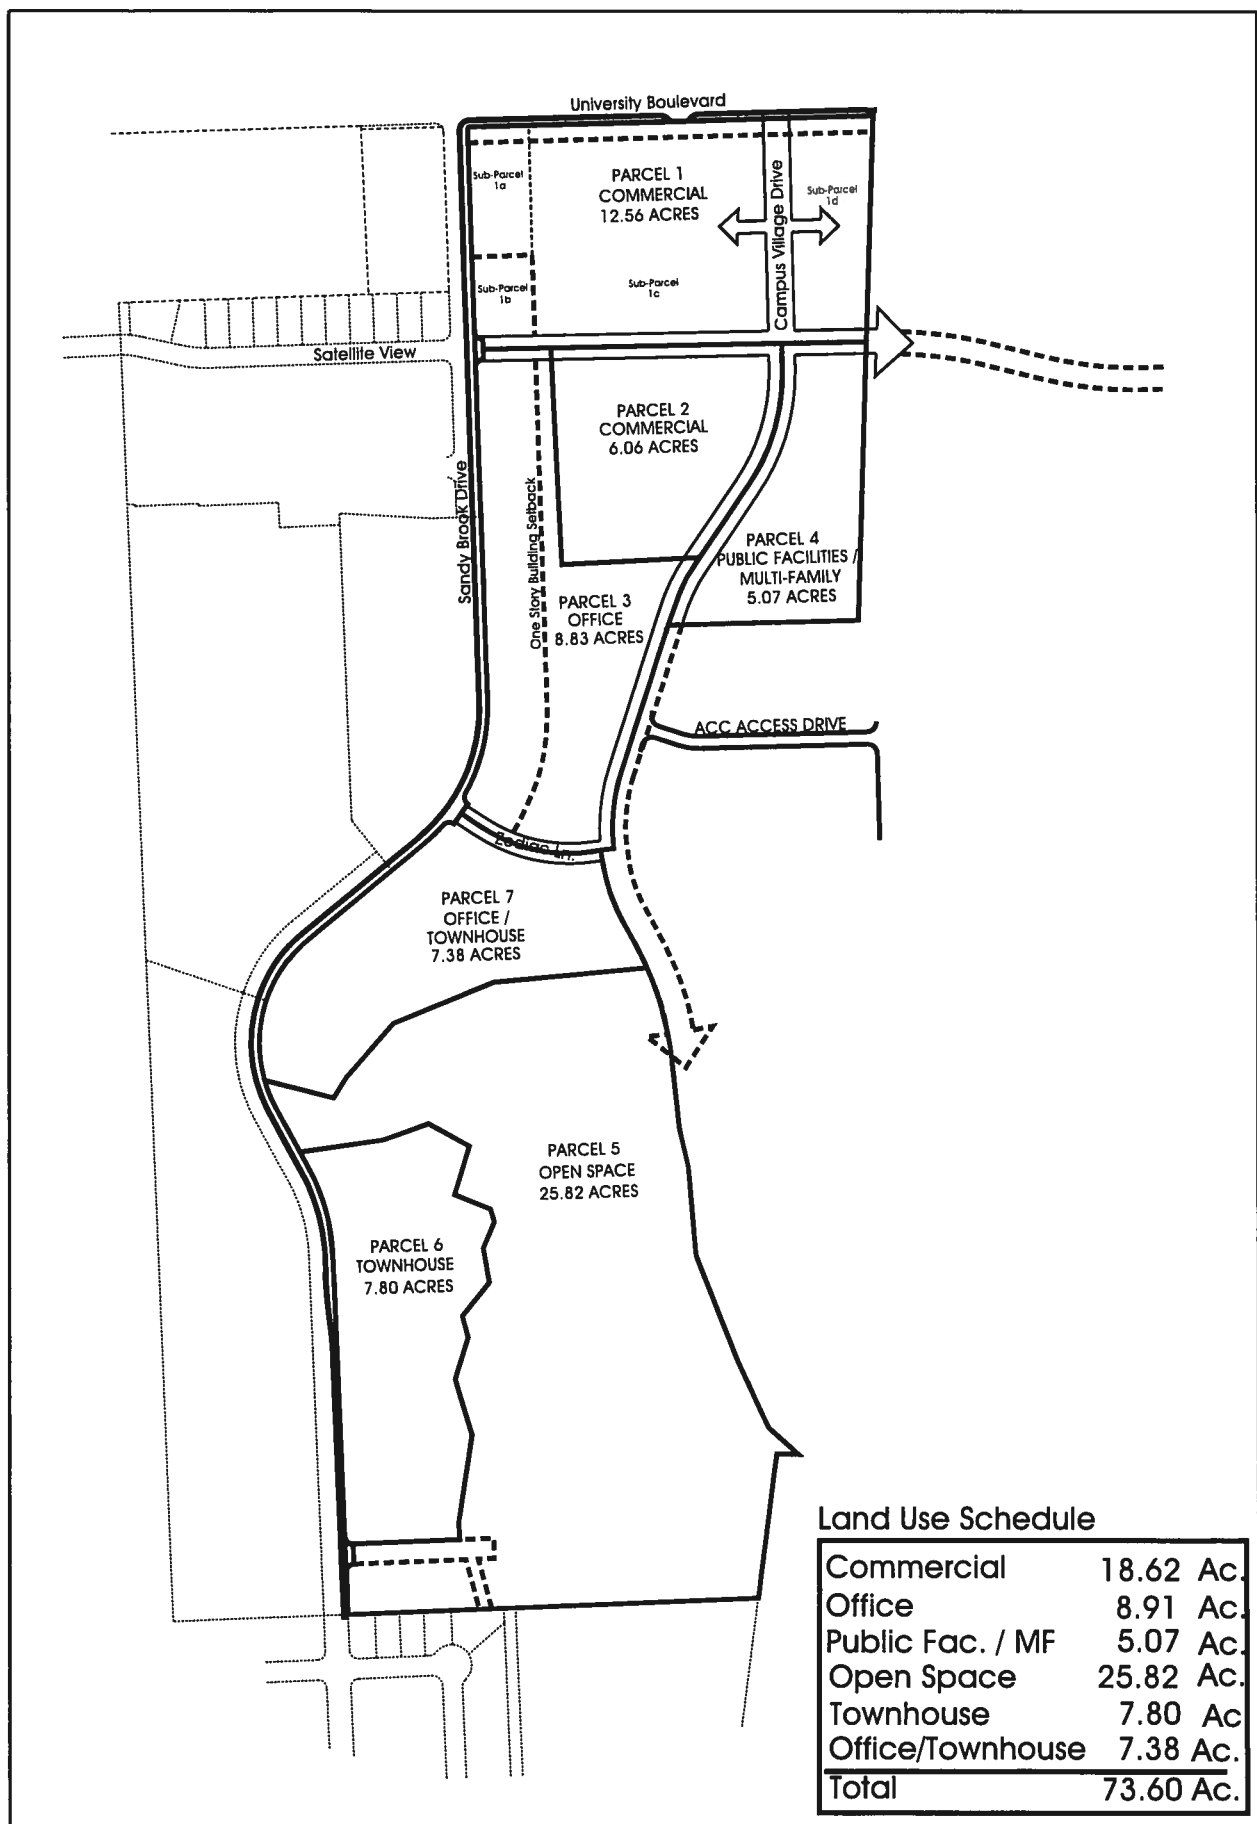 University Boulevard
Sub-Parcel
1a
PARCEL 1
COMMERCIAL
12.56 ACRES
Campus Village Drive
Sub-Parcel
1d
Sub-Parcel
1b
Sub-Parcel
1c
Satellite View
PARCEL 2
COMMERCIAL
6.06 ACRES
Sandy Brook Drive
One Story Building Setback
PARCEL 4
PUBLIC FACILITIES /
MULTI-FAMILY
5.07 ACRES
PARCEL 3
OFFICE
8.83 ACRES
ACC ACCESS DRIVE
Zodiac Ln.
PARCEL 7
OFFICE /
TOWNHOUSE
7.38 ACRES
PARCEL 5
OPEN SPACE
25.82 ACRES
PARCEL 6
TOWNHOUSE
7.80 ACRES
Land Use Schedule
Commercial 18.62 Ac.
Office 8.91 Ac.
Public Fac. / MF 5.07 Ac.
Open Space 25.82 Ac.
Townhouse 7.80 Ac
Office/Townhouse 7.38 Ac.
Total 73.60 Ac.